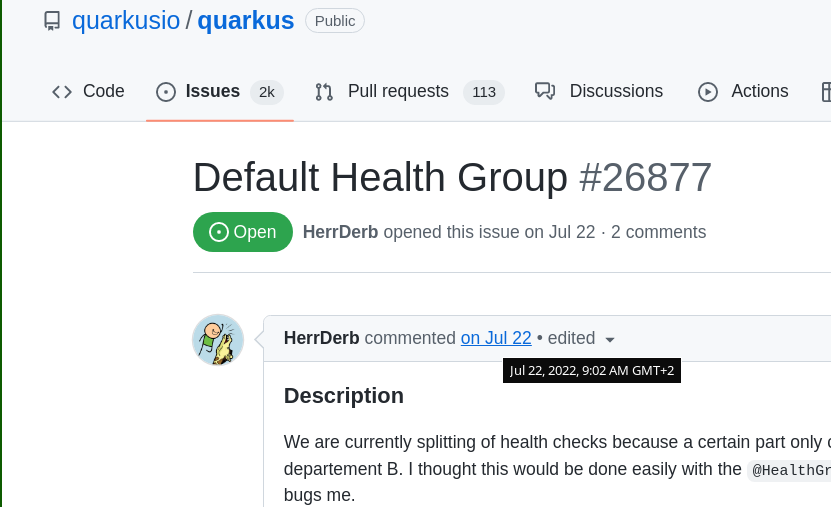 quarkusio / quarkus Public
Code Issues 2k Pull requests 113 Discussions Actions
Default Health Group #26877
Open HerrDerb opened this issue on Jul 22 · 2 comments
HerrDerb commented on Jul 22 • edited
Jul 22, 2022, 9:02 AM GMT+2
Description
We are currently splitting of health checks because a certain part only
departement B. I thought this would be done easily with the @HealthGr
bugs me.